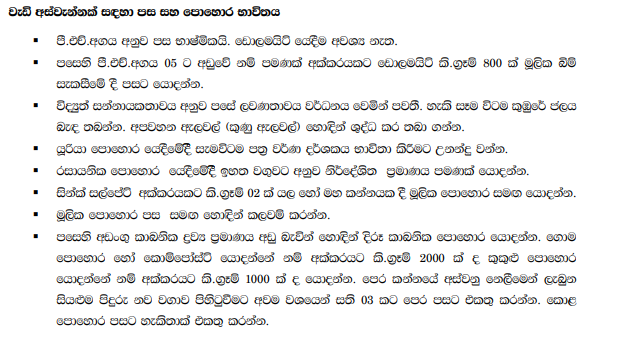 වැඩි අස්වැන්නක් සඳහා පස සහ පොහොර භාවිතය
▪ පී.එච්.අගය අනුව පස භාෂ්මිකයි. ඩොලමයිට් යෙදීම අවශ්‍ය නැත.
▪ පසෙහි පී.එච්.අගය 05 ට අඩුවේ නම් පමණක් අක්කරයකට ඩොලමයිට් කි.ග්‍රෑම් 800 ක් මූලික බිම්
සැකසීමේ දී පසට යොදන්න.
▪ විද්‍යුත් සන්නායකතාවය අනුව පසේ ලවණතාවය වර්ධනය වෙමින් පවතී. හැකි සෑම විටම කුඹුරේ ජලය
බැඳ තබන්න. අපවහන ඇලවල් (කුණු ඇලවල්) හොඳින් ශුද්ධ කර තබා ගන්න.
▪ යූරියා පොහොර යෙදීමේදී සැමවිටම පත්‍ර වර්ණ දර්ශකය භාවිතා කිරීමට උනන්දු වන්න.
▪ රසායනික පොහොර යෙදීමේදී ඉහත වගුවට අනුව නිර්දේශිත ප්‍රමාණය පමණක් යොදන්න.
▪ සින්ක් සල්පේට් අක්කරයකට කි.ග්‍රෑම් 02 ක් යල හෝ මහ කන්නයක දී මූලික පොහොර සමඟ යොදන්න.
▪ මූලික පොහොර පස සමඟ හොඳින් කලවම් කරන්න.
▪ පසෙහි අඩංගු කාබනික ද්‍රව්‍ය ප්‍රමාණය අඩු බැවින් හොඳින් දිරූ කාබනික පොහොර යොදන්න. ගොම
පොහොර හෝ කොම්පෝස්ට් යොදන්නේ නම් අක්කරයට කි.ග්‍රෑම් 2000 ක් ද කුකුළු පොහොර
යොදන්නේ නම් අක්කරයට කි.ග්‍රෑම් 1000 ක් ද යොදන්න. පෙර කන්නයේ අස්වනු නෙලීමෙන් ලැබුන
සියළුම පිදුරු නව වගාව පිහිටුවීමට අවම වශයෙන් සති 03 කට පෙර පසට එකතු කරන්න. කොළ
පොහොර පසට හැකිතාක් එකතු කරන්න.